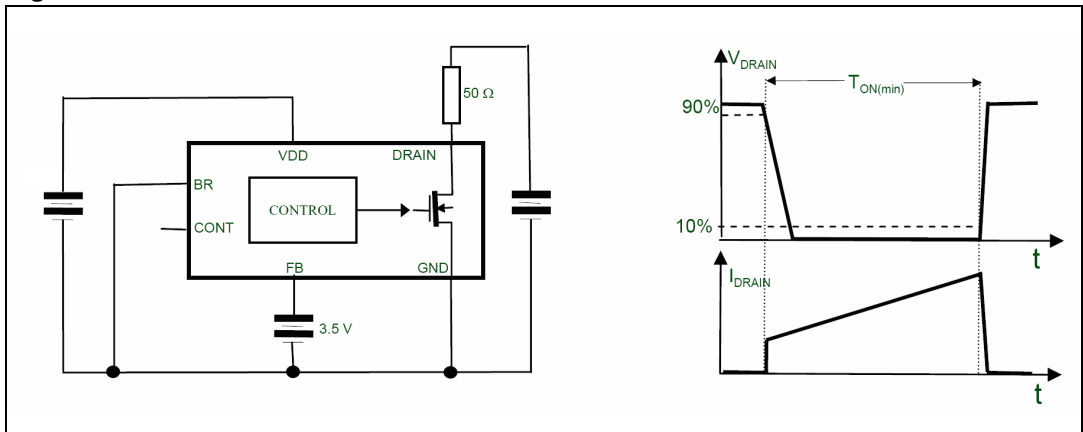 50 Ω
VDD
DRAIN
BR
CONTROL
CONT
FB
GND
3.5 V
VDRAIN
TON(min)
90%
10%
t
IDRAIN
t